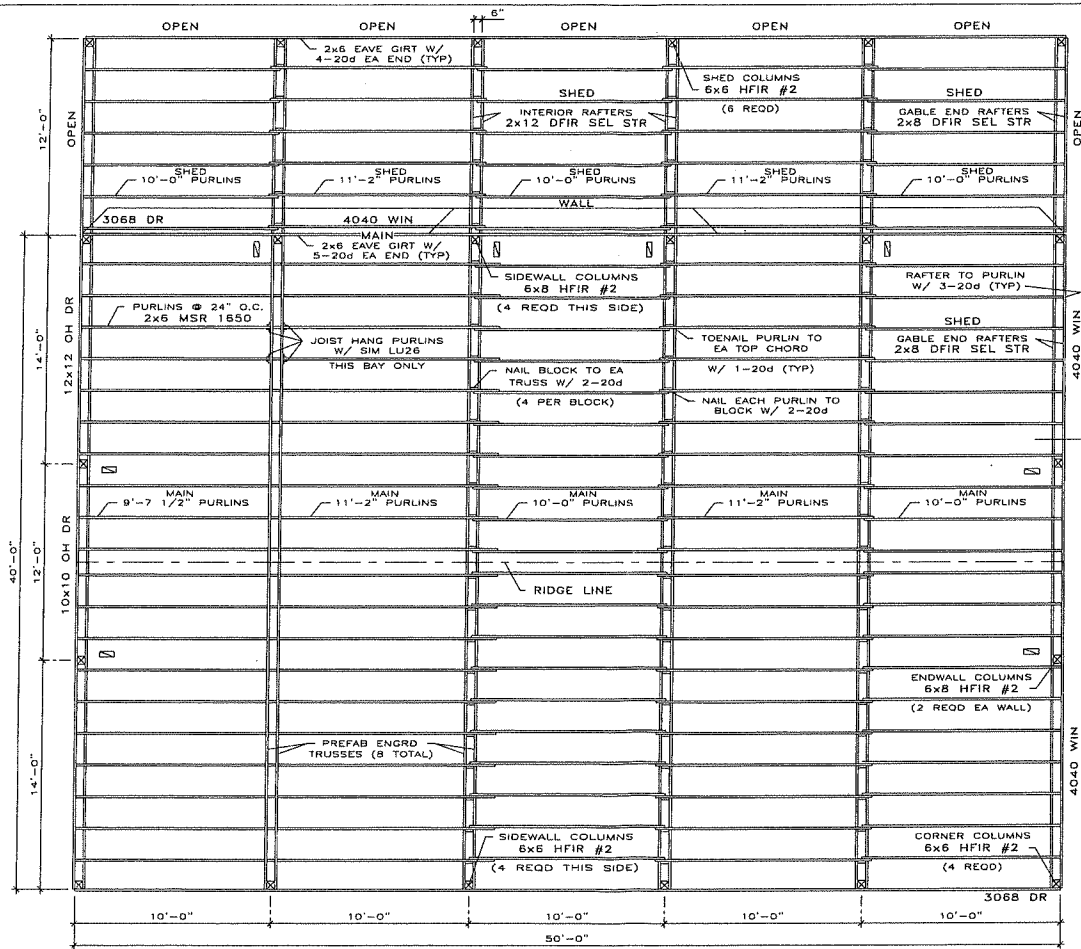 6"
OPEN
OPEN
OPEN
OPEN
OPEN
2x6 EAVE GIRT W/
4-20d EA END (TYP)
SHED COLUMNS
6x6 HFIR #2
(6 REQD)
SHED
SHED
INTERIOR RAFTERS
2x12 DFIR SEL STR
GABLE END RAFTERS
2x8 DFIR SEL STR
12'-0"
OPEN
OPEN
SHED
10'-0" PURLINS
SHED
11'-2" PURLINS
SHED
10'-0" PURLINS
SHED
11'-2" PURLINS
SHED
10'-0" PURLINS
WALL
3068 DR
4040 WIN
MAIN
2x6 EAVE GIRT W/
5-20d EA END (TYP)
SIDEWALL COLUMNS
6x8 HFIR #2
(4 REQD THIS SIDE)
RAFTER TO PURLIN
W/ 3-20d (TYP)
PURLINS @ 24" O.C.
2x6 MSR 1650
JOIST HANG PURLINS
W/ SIM LU26
THIS BAY ONLY
TOENAIL PURLIN TO
EA TOP CHORD
W/ 1-20d (TYP)
SHED
GABLE END RAFTERS
2x8 DFIR SEL STR
NAIL BLOCK TO EA
TRUSS W/ 2-20d
(4 PER BLOCK)
NAIL EACH PURLIN TO
BLOCK W/ 2-20d
14'-0"
12x12 OH DR
4040 WIN
MAIN
9'-7 1/2" PURLINS
MAIN
11'-2" PURLINS
MAIN
10'-0" PURLINS
MAIN
11'-2" PURLINS
MAIN
10'-0" PURLINS
40'-0"
12'-0"
10x10 OH DR
RIDGE LINE
ENDWALL COLUMNS
6x8 HFIR #2
(2 REQD EA WALL)
PREFAB ENGRD
TRUSSES (8 TOTAL)
14'-0"
4040 WIN
SIDEWALL COLUMNS
6x6 HFIR #2
(4 REQD THIS SIDE)
CORNER COLUMNS
6x6 HFIR #2
(4 REQD)
3068 DR
10'-0"
10'-0"
10'-0"
10'-0"
10'-0"
50'-0"